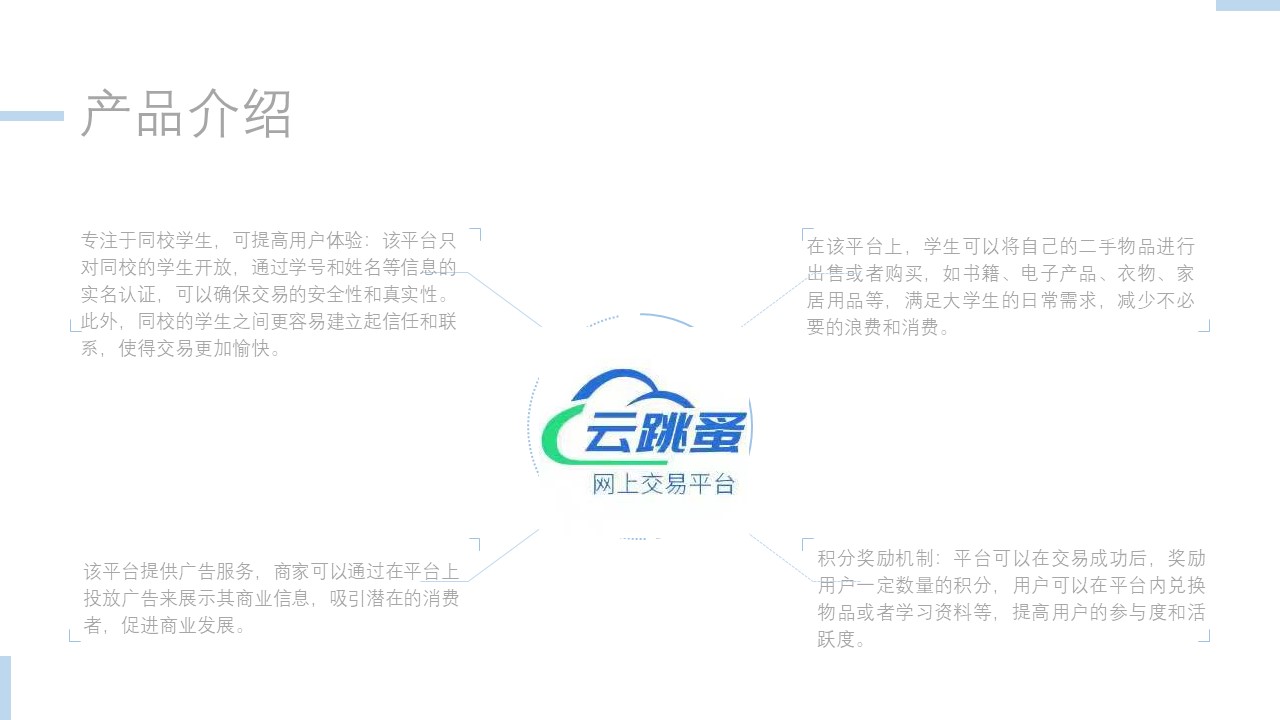 产品介绍
专注于同校学生，可提高用户体验：该平台只
对同校的学生开放，通过学号和姓名等信息的
实名认证，可以确保交易的安全性和真实性。
此外，同校的学生之间更容易建立起信任和联
系，使得交易更加愉快。
在该平台上，学生可以将自己的二手物品进行
出售或者购买，如书籍、电子产品、衣物、家
居用品等，满足大学生的日常需求，减少不必
要的浪费和消费。
云跳蚤
网上交易平台
该平台提供广告服务，商家可以通过在平台上
投放广告来展示其商业信息，吸引潜在的消费
者，促进商业发展。
积分奖励机制：平台可以在交易成功后，奖励
用户一定数量的积分，用户可以在平台内兑换
物品或者学习资料等，提高用户的参与度和活
跃度。